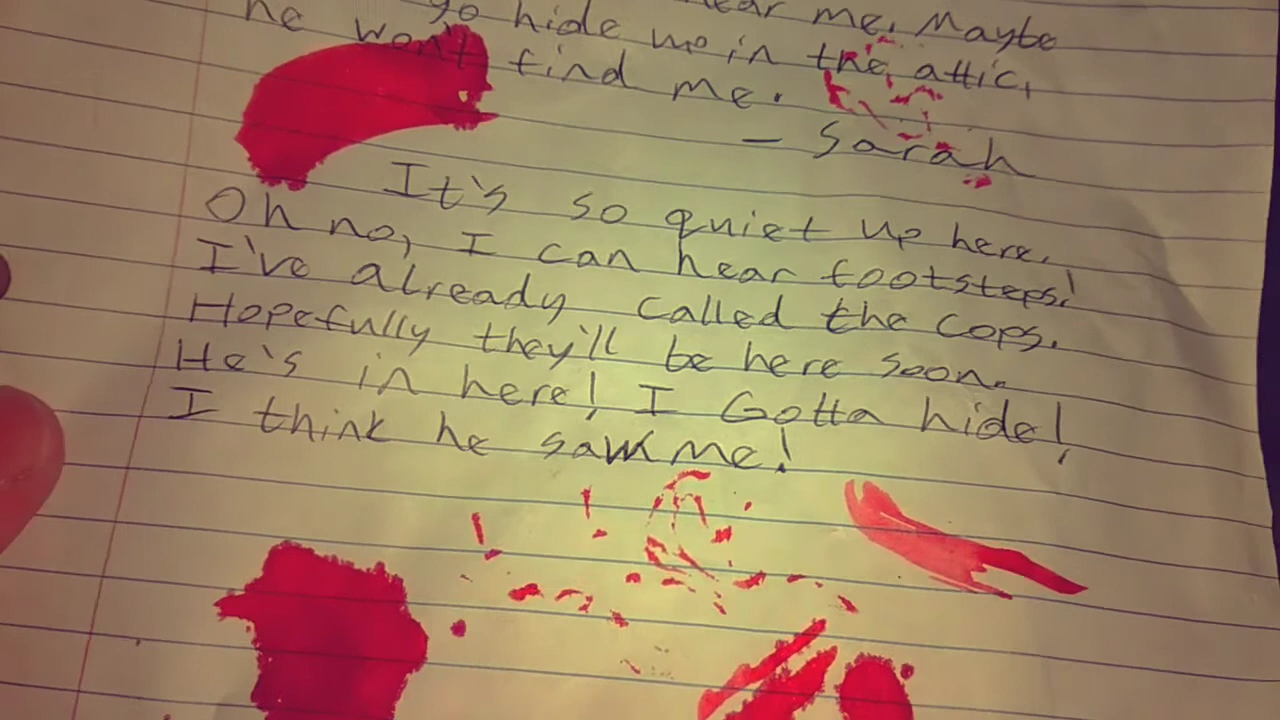 go hide me. Maybe
he won't find up in the attic,
me.
- Sarah
It's so quiet up here.
Oh no, I can hear footsteps!
I've already called the cops.
Hopefully they'll be here soon.
He's in here! I Gotta hide!
I think he saw me!